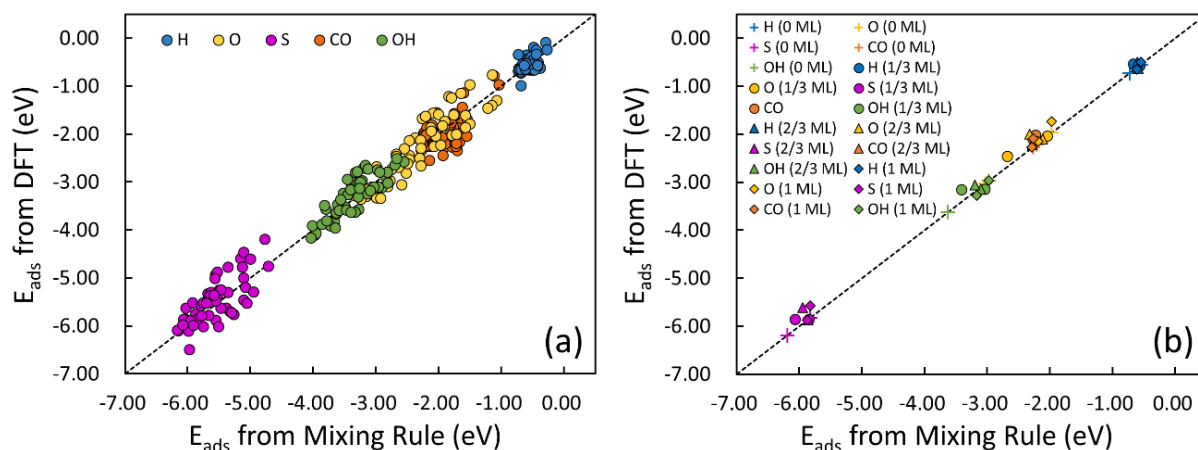 H O S CO OH
0.00
-1.00
-2.00
-3.00
-4.00
-5.00
-6.00
-7.00
E_ads from DFT (eV)
(a)
-7.00 -6.00 -5.00 -4.00 -3.00 -2.00 -1.00 0.00
E_ads from Mixing Rule (eV)
H (0 ML) O (0 ML)
S (0 ML) CO (0 ML)
OH (0 ML) H (1/3 ML)
O (1/3 ML) S (1/3 ML)
CO OH (1/3 ML)
H (2/3 ML) O (2/3 ML)
S (2/3 ML) CO (2/3 ML)
OH (2/3 ML) H (1 ML)
O (1 ML) S (1 ML)
CO (1 ML) OH (1 ML)
0.00
-1.00
-2.00
-3.00
-4.00
-5.00
-6.00
-7.00
E_ads from DFT (eV)
(b)
-7.00 -6.00 -5.00 -4.00 -3.00 -2.00 -1.00 0.00
E_ads from Mixing Rule (eV)